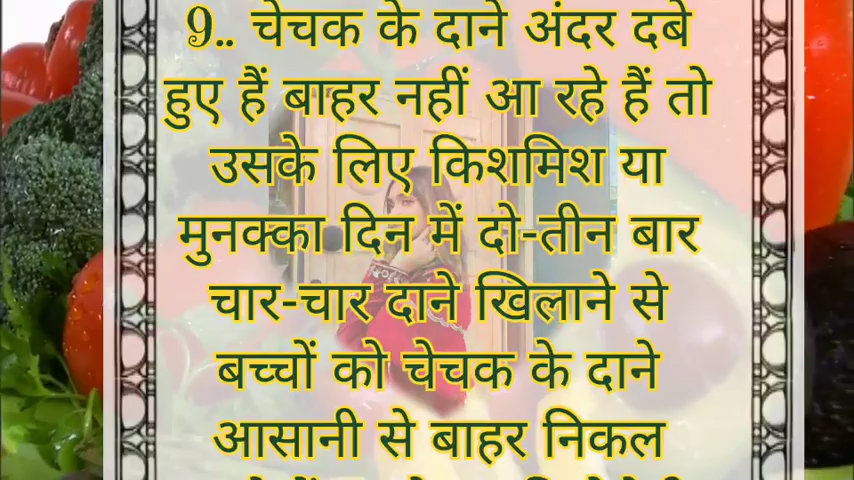 9.. चेचक के दाने अंदर दबे
हुए हैं बाहर नहीं आ रहे हैं तो
उसके लिए किशमिश या
मुनक्का दिन में दो-तीन बार
चार-चार दाने खिलाने से
बच्चों को चेचक के दाने
आसानी से बाहर निकल